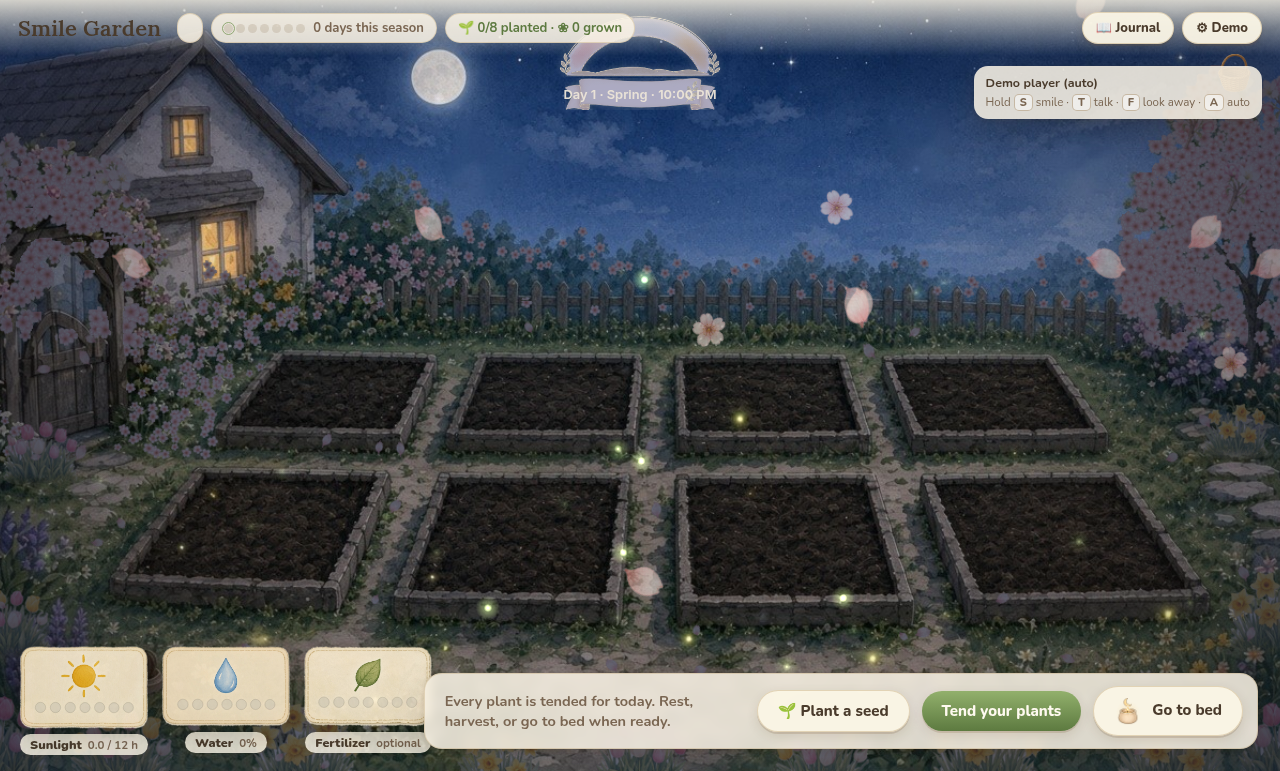 Smile Garden
0 days this season
0/8 planted · 0 grown
Journal
Demo
Day 1 · Spring · 10:00 PM
Demo player (auto)
Hold S smile · T talk · F look away · A auto
Every plant is tended for today. Rest,
harvest, or go to bed when ready.
Plant a seed
Tend your plants
Go to bed
Sunlight 0.0 / 12 h
Water 0%
Fertilizer optional